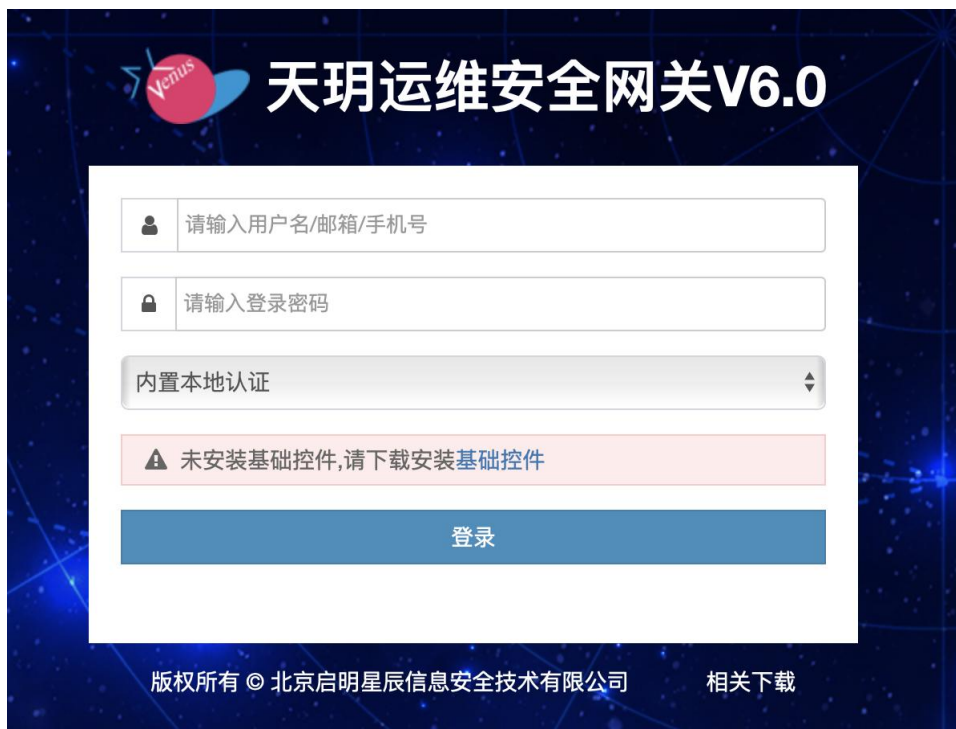 Venus
天玥运维安全网关V6.0
请输入用户名/邮箱/手机号
请输入登录密码
内置本地认证
未安装基础控件,请下载安装基础控件
登录
版权所有 © 北京启明星辰信息安全技术有限公司 相关下载